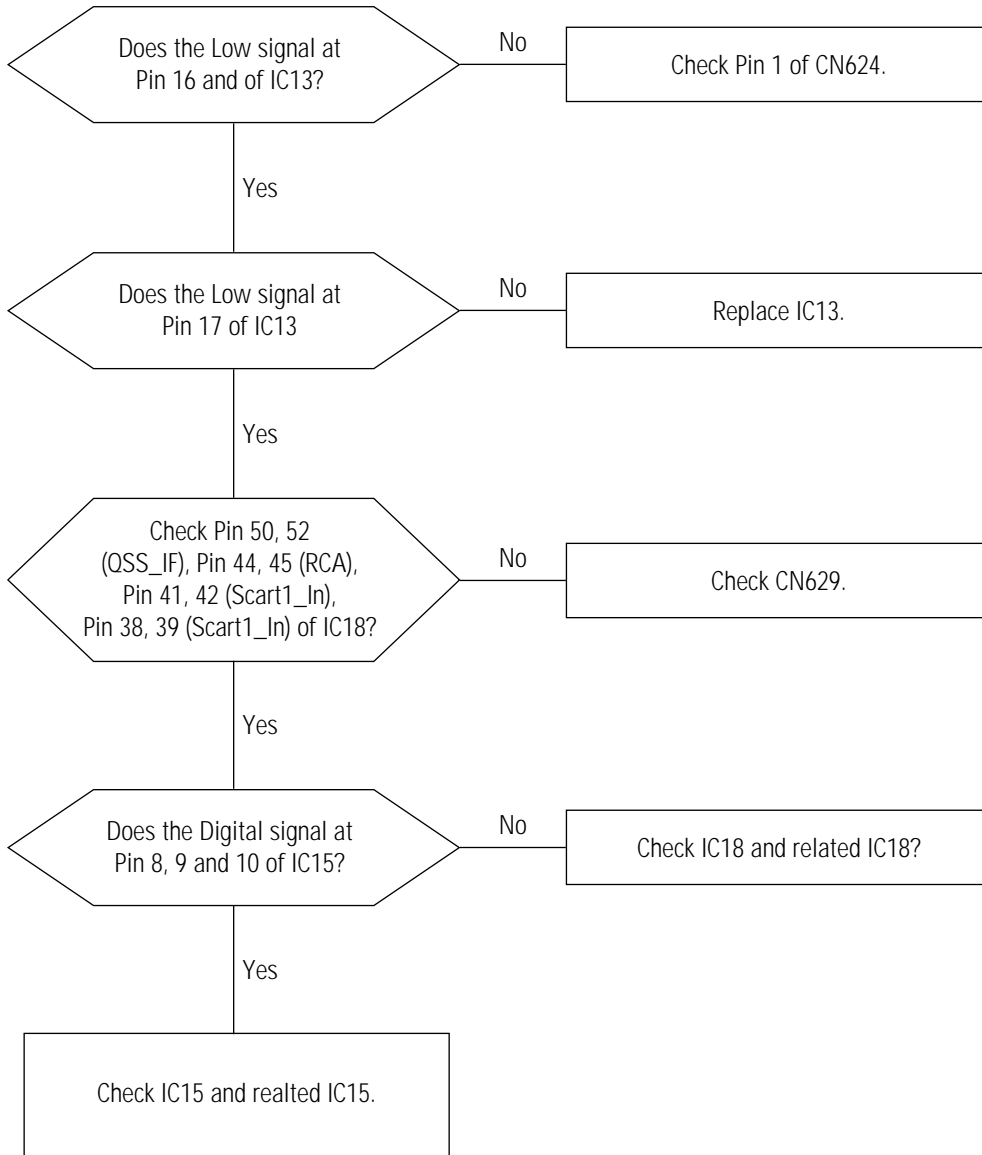 Does the Low signal at
Pin 16 and of IC13?
No
Check Pin 1 of CN624.
Yes
Does the Low signal at
Pin 17 of IC13
No
Replace IC13.
Yes
Check Pin 50, 52
(QSS_IF), Pin 44, 45 (RCA),
Pin 41, 42 (Scart1_In),
Pin 38, 39 (Scart1_In) of IC18?
No
Check CN629.
Yes
Does the Digital signal at
Pin 8, 9 and 10 of IC15?
No
Check IC18 and related IC18?
Yes
Check IC15 and realted IC15.